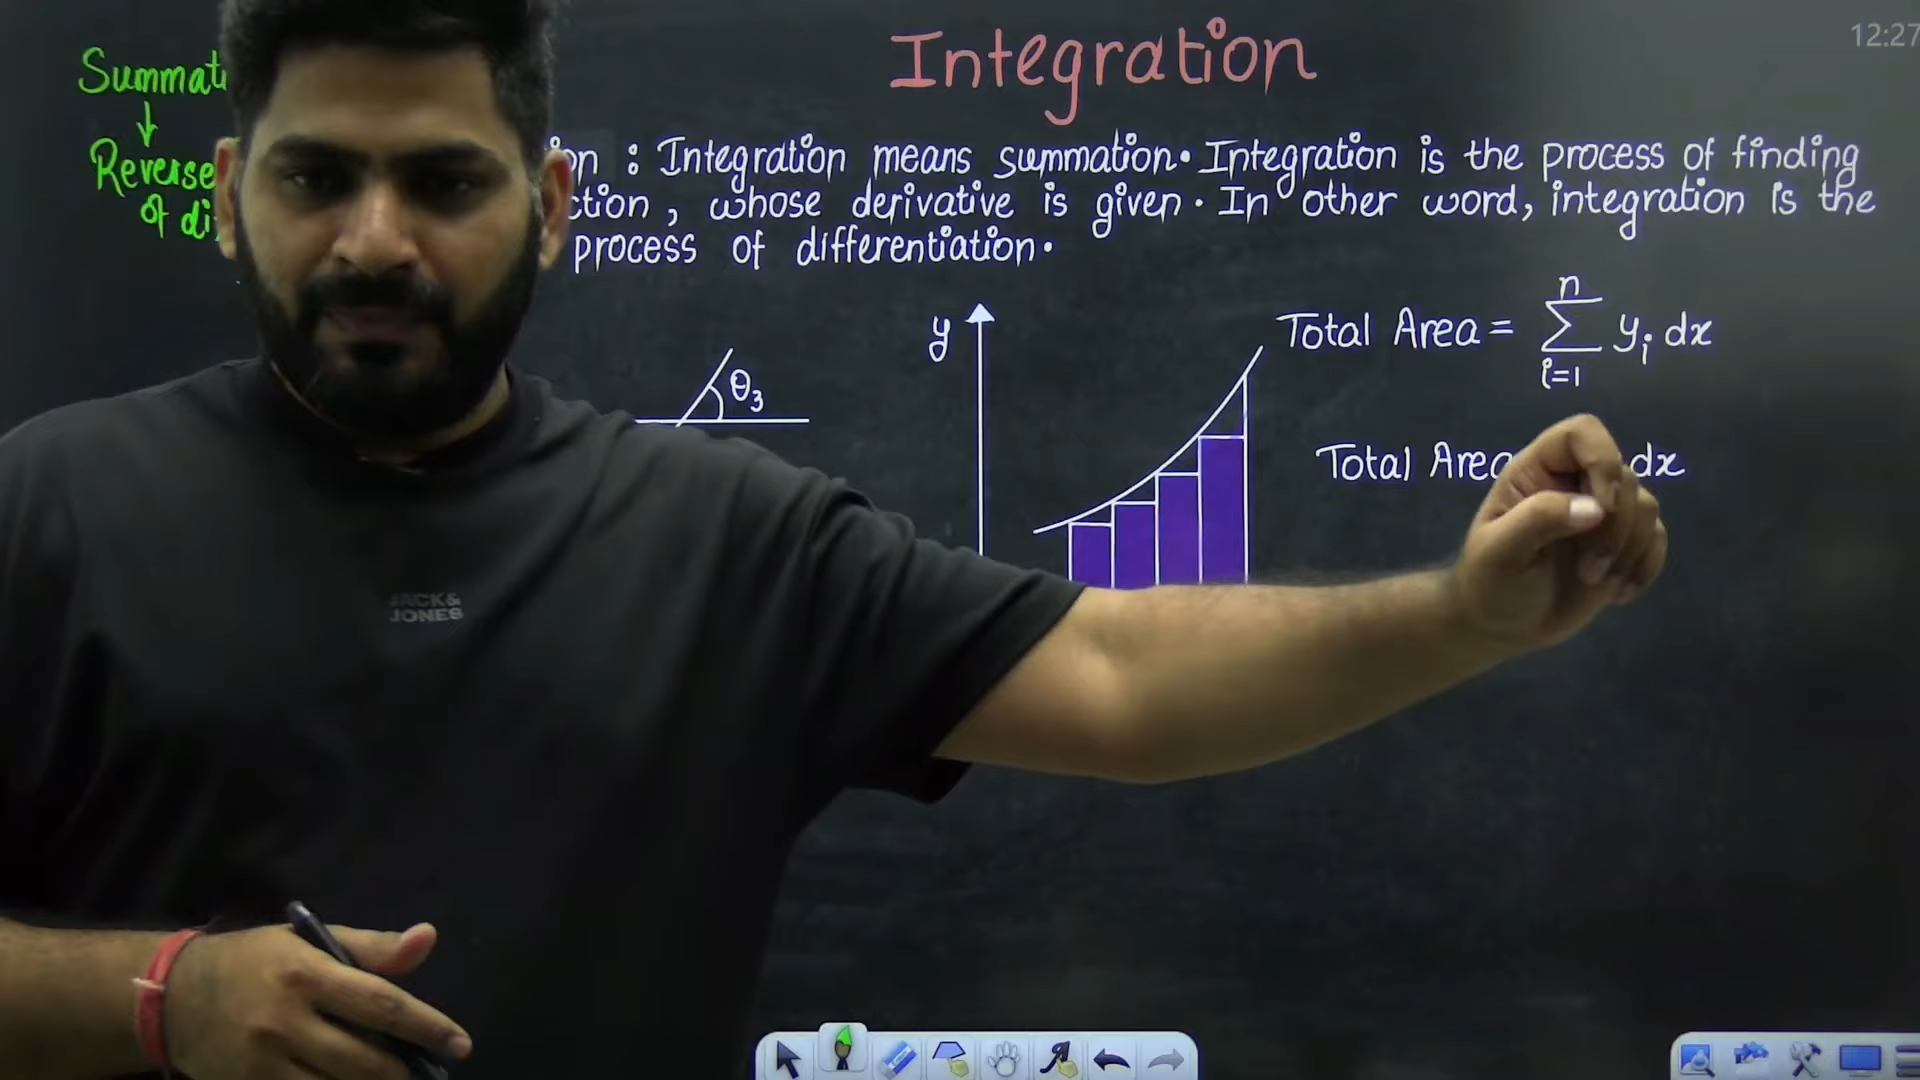 Integration
12:27
Summati
Reverse
of di
ion : Integration means summation. Integration is the process of finding
ction, whose derivative is given. In other word, integration is the
process of differentiation.
y
Total Area = n ∑ i=1 yᵢ dx
θ₃
Total Area dx
JACK&
JONES